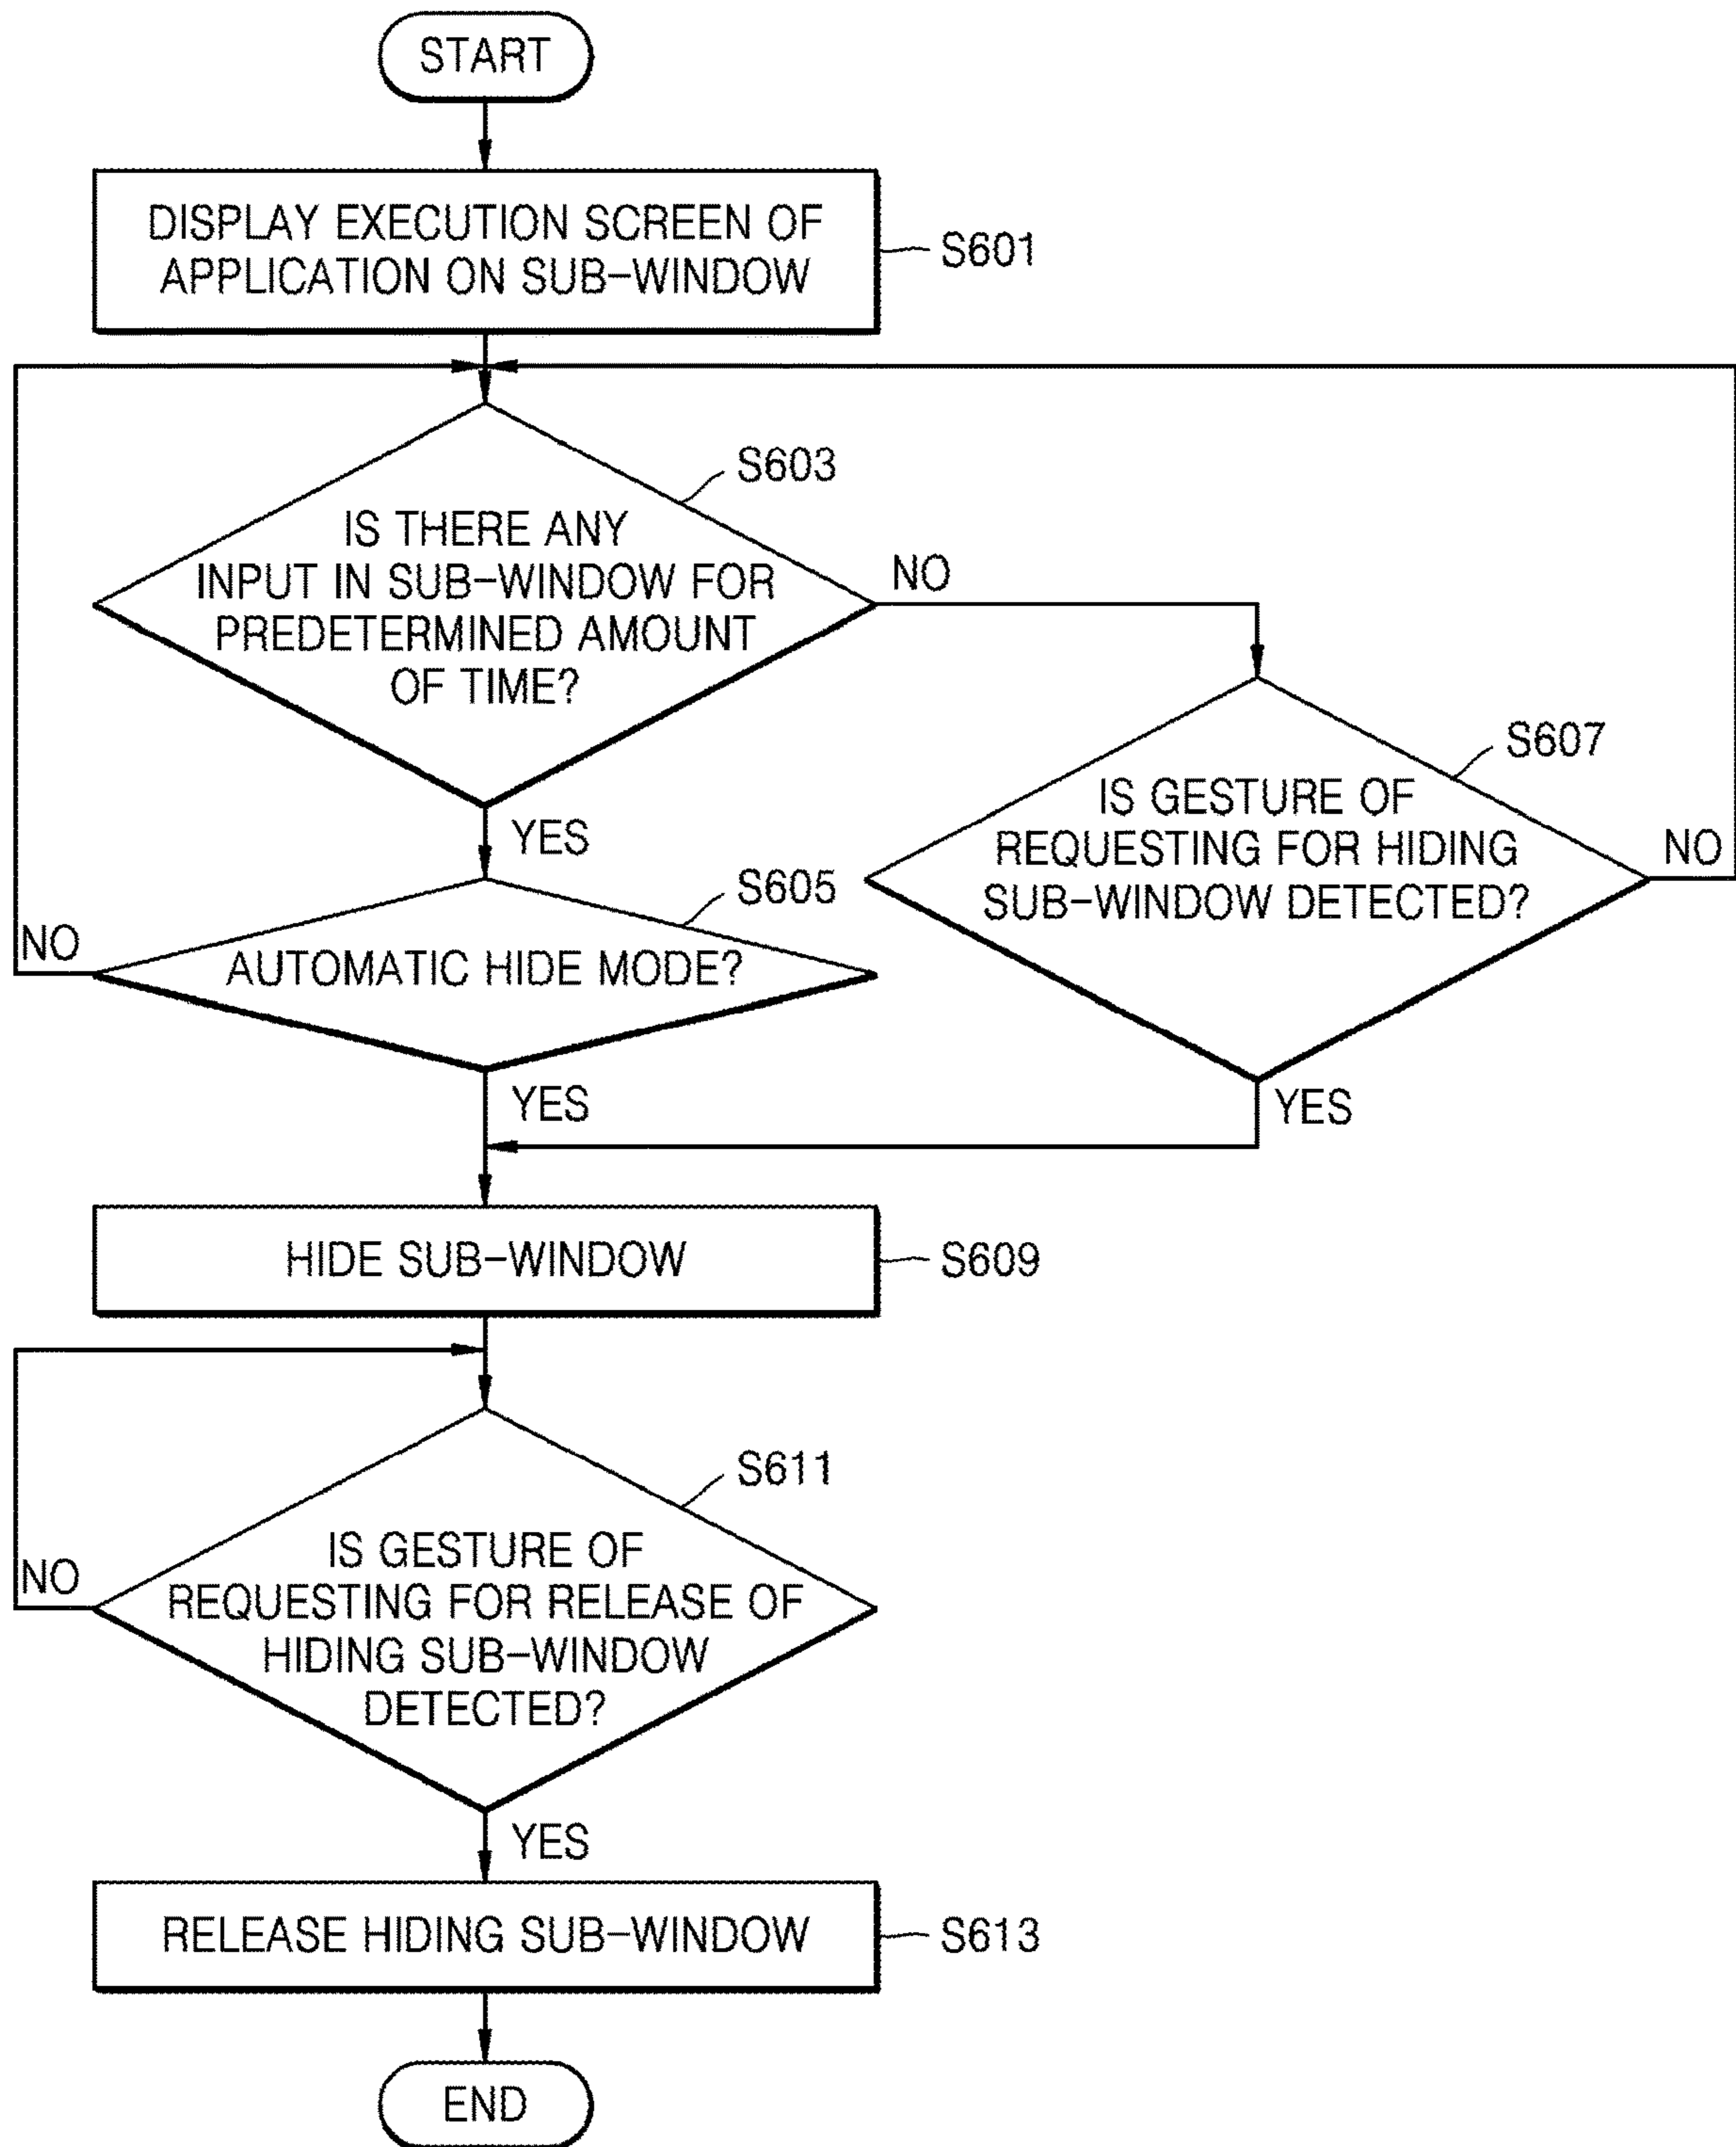 START
DISPLAY EXECUTION SCREEN OF
APPLICATION ON SUB-WINDOW
S601
S603
IS THERE ANY
INPUT IN SUB-WINDOW FOR
PREDETERMINED AMOUNT
OF TIME?
NO
YES
S607
IS GESTURE OF
REQUESTING FOR HIDING
SUB-WINDOW DETECTED?
NO
YES
S605
AUTOMATIC HIDE MODE?
NO
YES
HIDE SUB-WINDOW
S609
S611
IS GESTURE OF
REQUESTING FOR RELEASE OF
HIDING SUB-WINDOW
DETECTED?
NO
YES
RELEASE HIDING SUB-WINDOW
S613
END